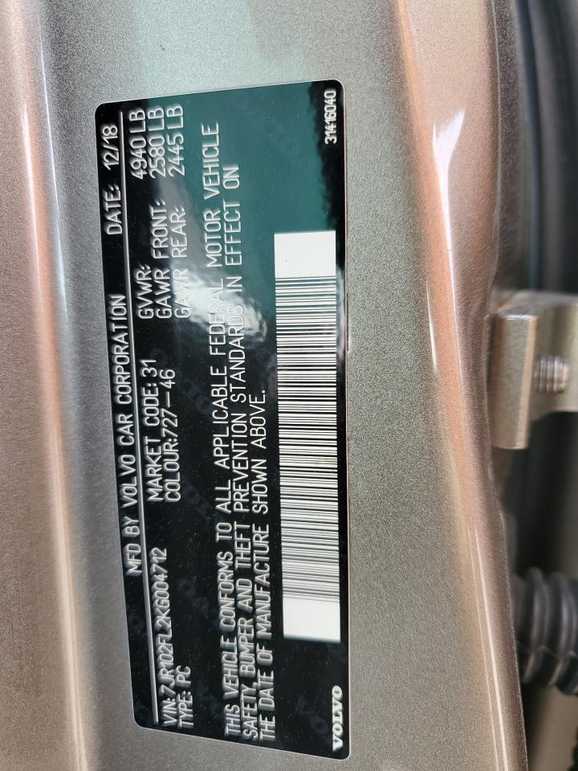 MFD BY VOLVO CAR CORPORATION DATE: 12/18
VIN: 7JR102FL2KG004712 MARKET CODE: 31 GVWR: 4940 LB
TYPE: PC COLOUR:727-46 GAWR FRONT: 2580 LB
GAWR REAR: 2445 LB
THIS VEHICLE CONFORMS TO ALL APPLICABLE FEDERAL MOTOR VEHICLE
SAFETY, BUMPER AND THEFT PREVENTION STANDARDS IN EFFECT ON
THE DATE OF MANUFACTURE SHOWN ABOVE.
VOLVO 31416040